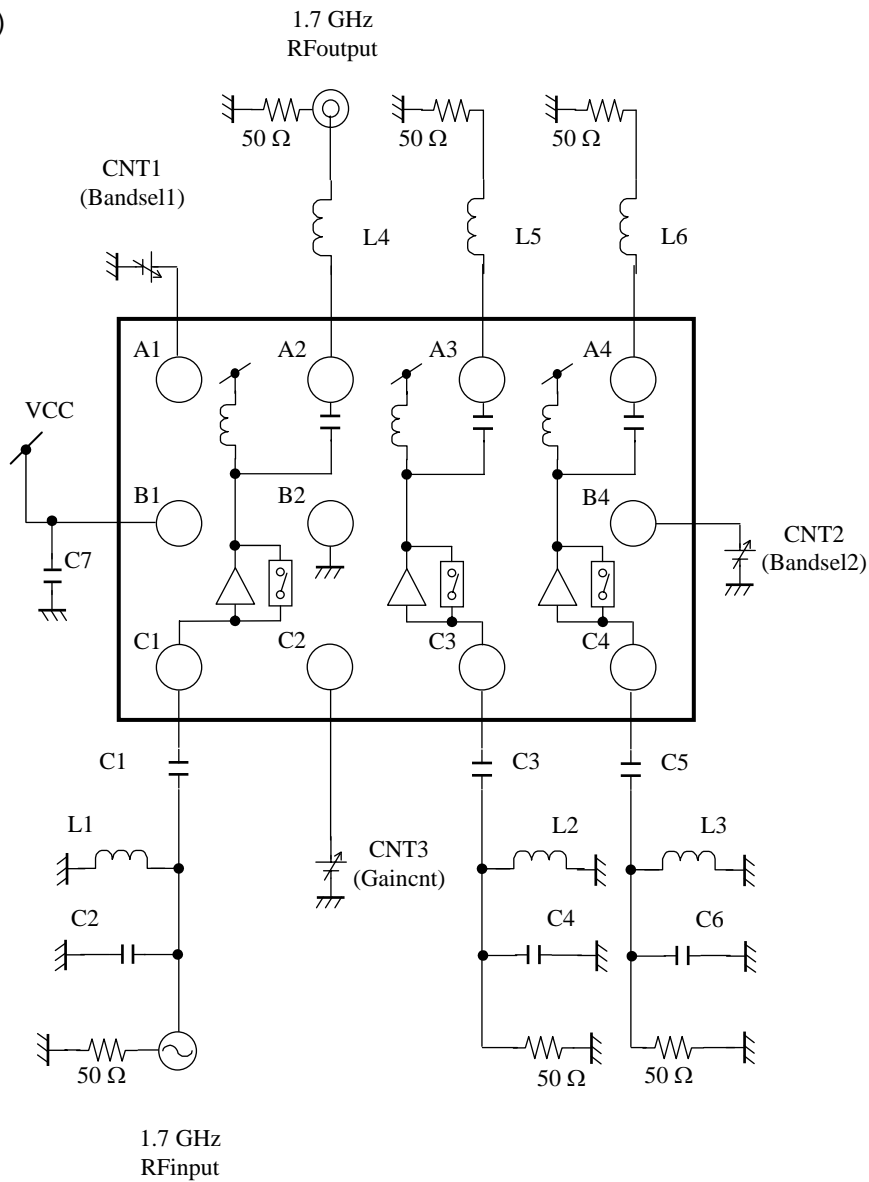 )
1.7 GHz
RFoutput
50 Ω
50 Ω
50 Ω
CNT1
(Bandsel1)
L4
L5
L6
A1
A2
A3
A4
VCC
B1
B2
B4
C7
CNT2
(Bandsel2)
C1
C2
C3
C4
C1
C3
C5
L1
CNT3
(Gaincnt)
L2
L3
C2
C4
C6
50 Ω
50 Ω
50 Ω
1.7 GHz
RFinput